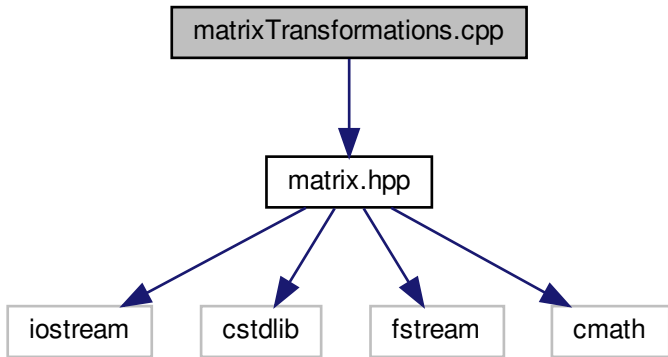 matrixTransformations.cpp
matrix.hpp
iostream
cstdlib
fstream
cmath